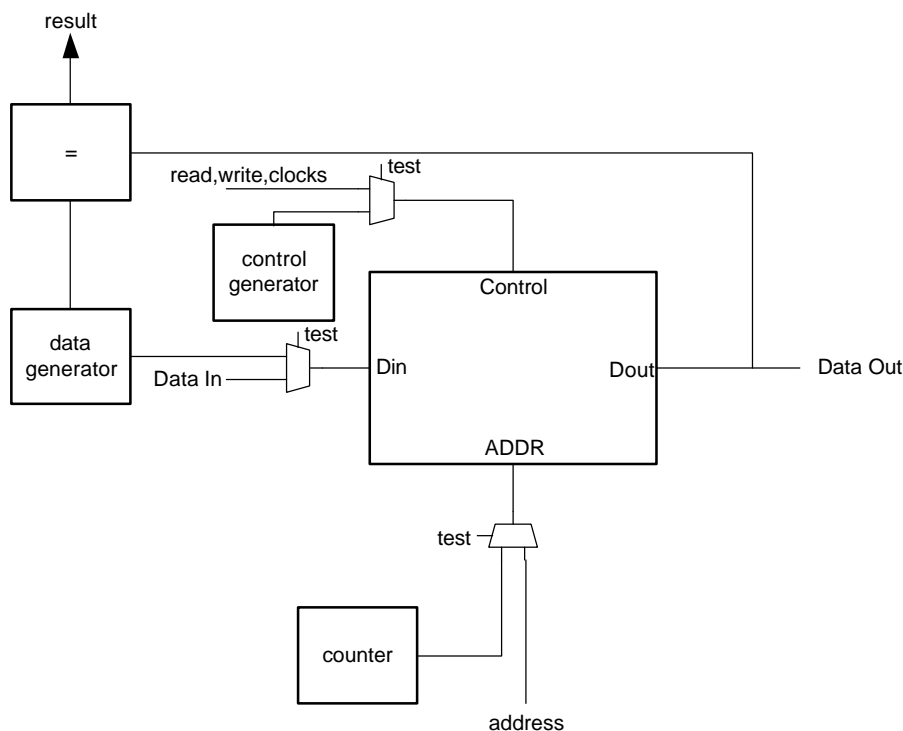 result
=
test
read,write,clocks
control
generator
Control
data
generator
test
Data In
Din
Dout
Data Out
ADDR
test
counter
address